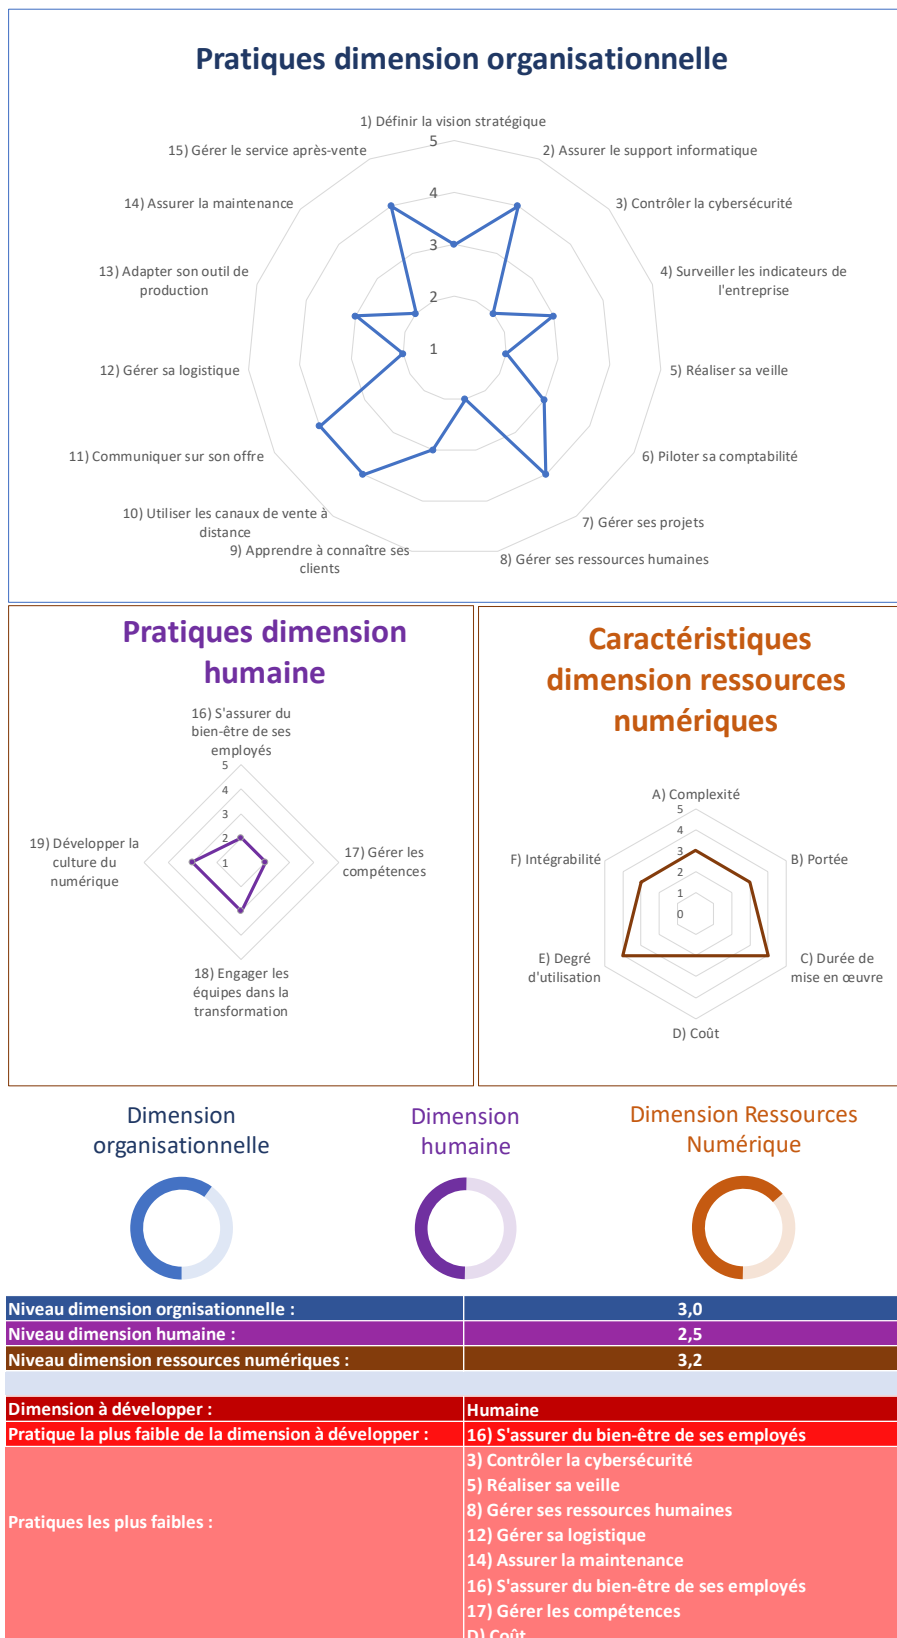 Pratiques dimension organisationnelle
1) Définir la vision stratégique
15) Gérer le service après-vente
5
2) Assurer le support informatique
14) Assurer la maintenance
4
3) Contrôler la cybersécurité
13) Adapter son outil de
production
3
4) Surveiller les indicateurs de
l'entreprise
2
1
12) Gérer sa logistique
5) Réaliser sa veille
11) Communiquer sur son offre
6) Piloter sa comptabilité
10) Utiliser les canaux de vente à
distance
7) Gérer ses projets
9) Apprendre à connaître ses
clients
8) Gérer ses ressources humaines
Pratiques dimension
humaine
16) S'assurer du
bien-être de ses
employés
5
4
3
2
1
19) Développer la
culture du
numérique
17) Gérer les
compétences
18) Engager les
équipes dans la
transformation
Caractéristiques
dimension ressources
numériques
A) Complexité
5
4
3
2
1
0
F) Intégrabilité
B) Portée
E) Degré
d'utilisation
C) Durée de
mise en œuvre
D) Coût
Dimension
organisationnelle
Dimension
humaine
Dimension Ressources
Numérique
Niveau dimension orgnisationnelle : 3,0
Niveau dimension humaine : 2,5
Niveau dimension ressources numériques : 3,2
Dimension à développer : Humaine
Pratique la plus faible de la dimension à développer : 16) S'assurer du bien-être de ses employés
Pratiques les plus faibles :
3) Contrôler la cybersécurité
5) Réaliser sa veille
8) Gérer ses ressources humaines
12) Gérer sa logistique
14) Assurer la maintenance
16) S'assurer du bien-être de ses employés
17) Gérer les compétences
D) Coût